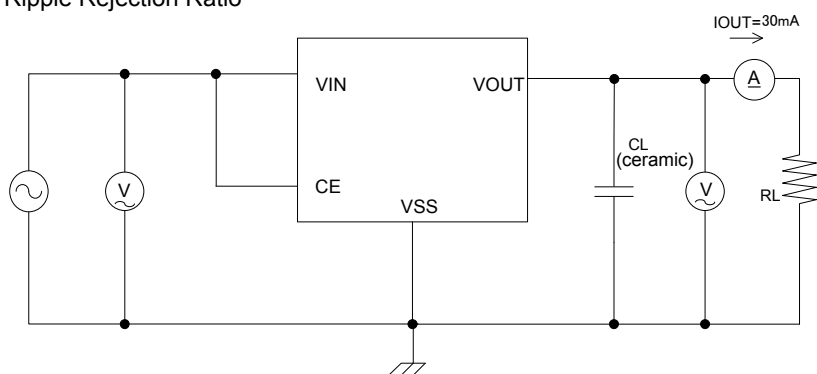 Ripple Rejection Ratio
IOUT=30mA
VIN
VOUT
A
CL
(ceramic)
V
V
CE
RL
VSS